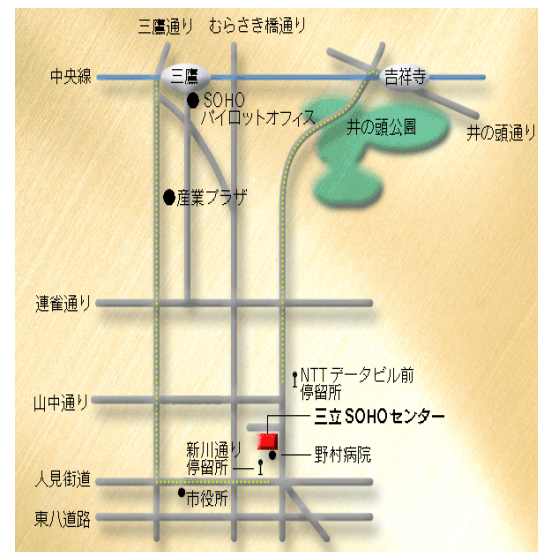 三鷹通り むらさき橋通り
中央線
三鷹
吉祥寺
SOHO
パイロットオフィス
井の頭公園
井の頭通り
産業プラザ
連雀通り
NTTデータビル前
停留所
山中通り
三立SOHOセンター
新川通り
停留所
野村病院
人見街道
市役所
東八道路